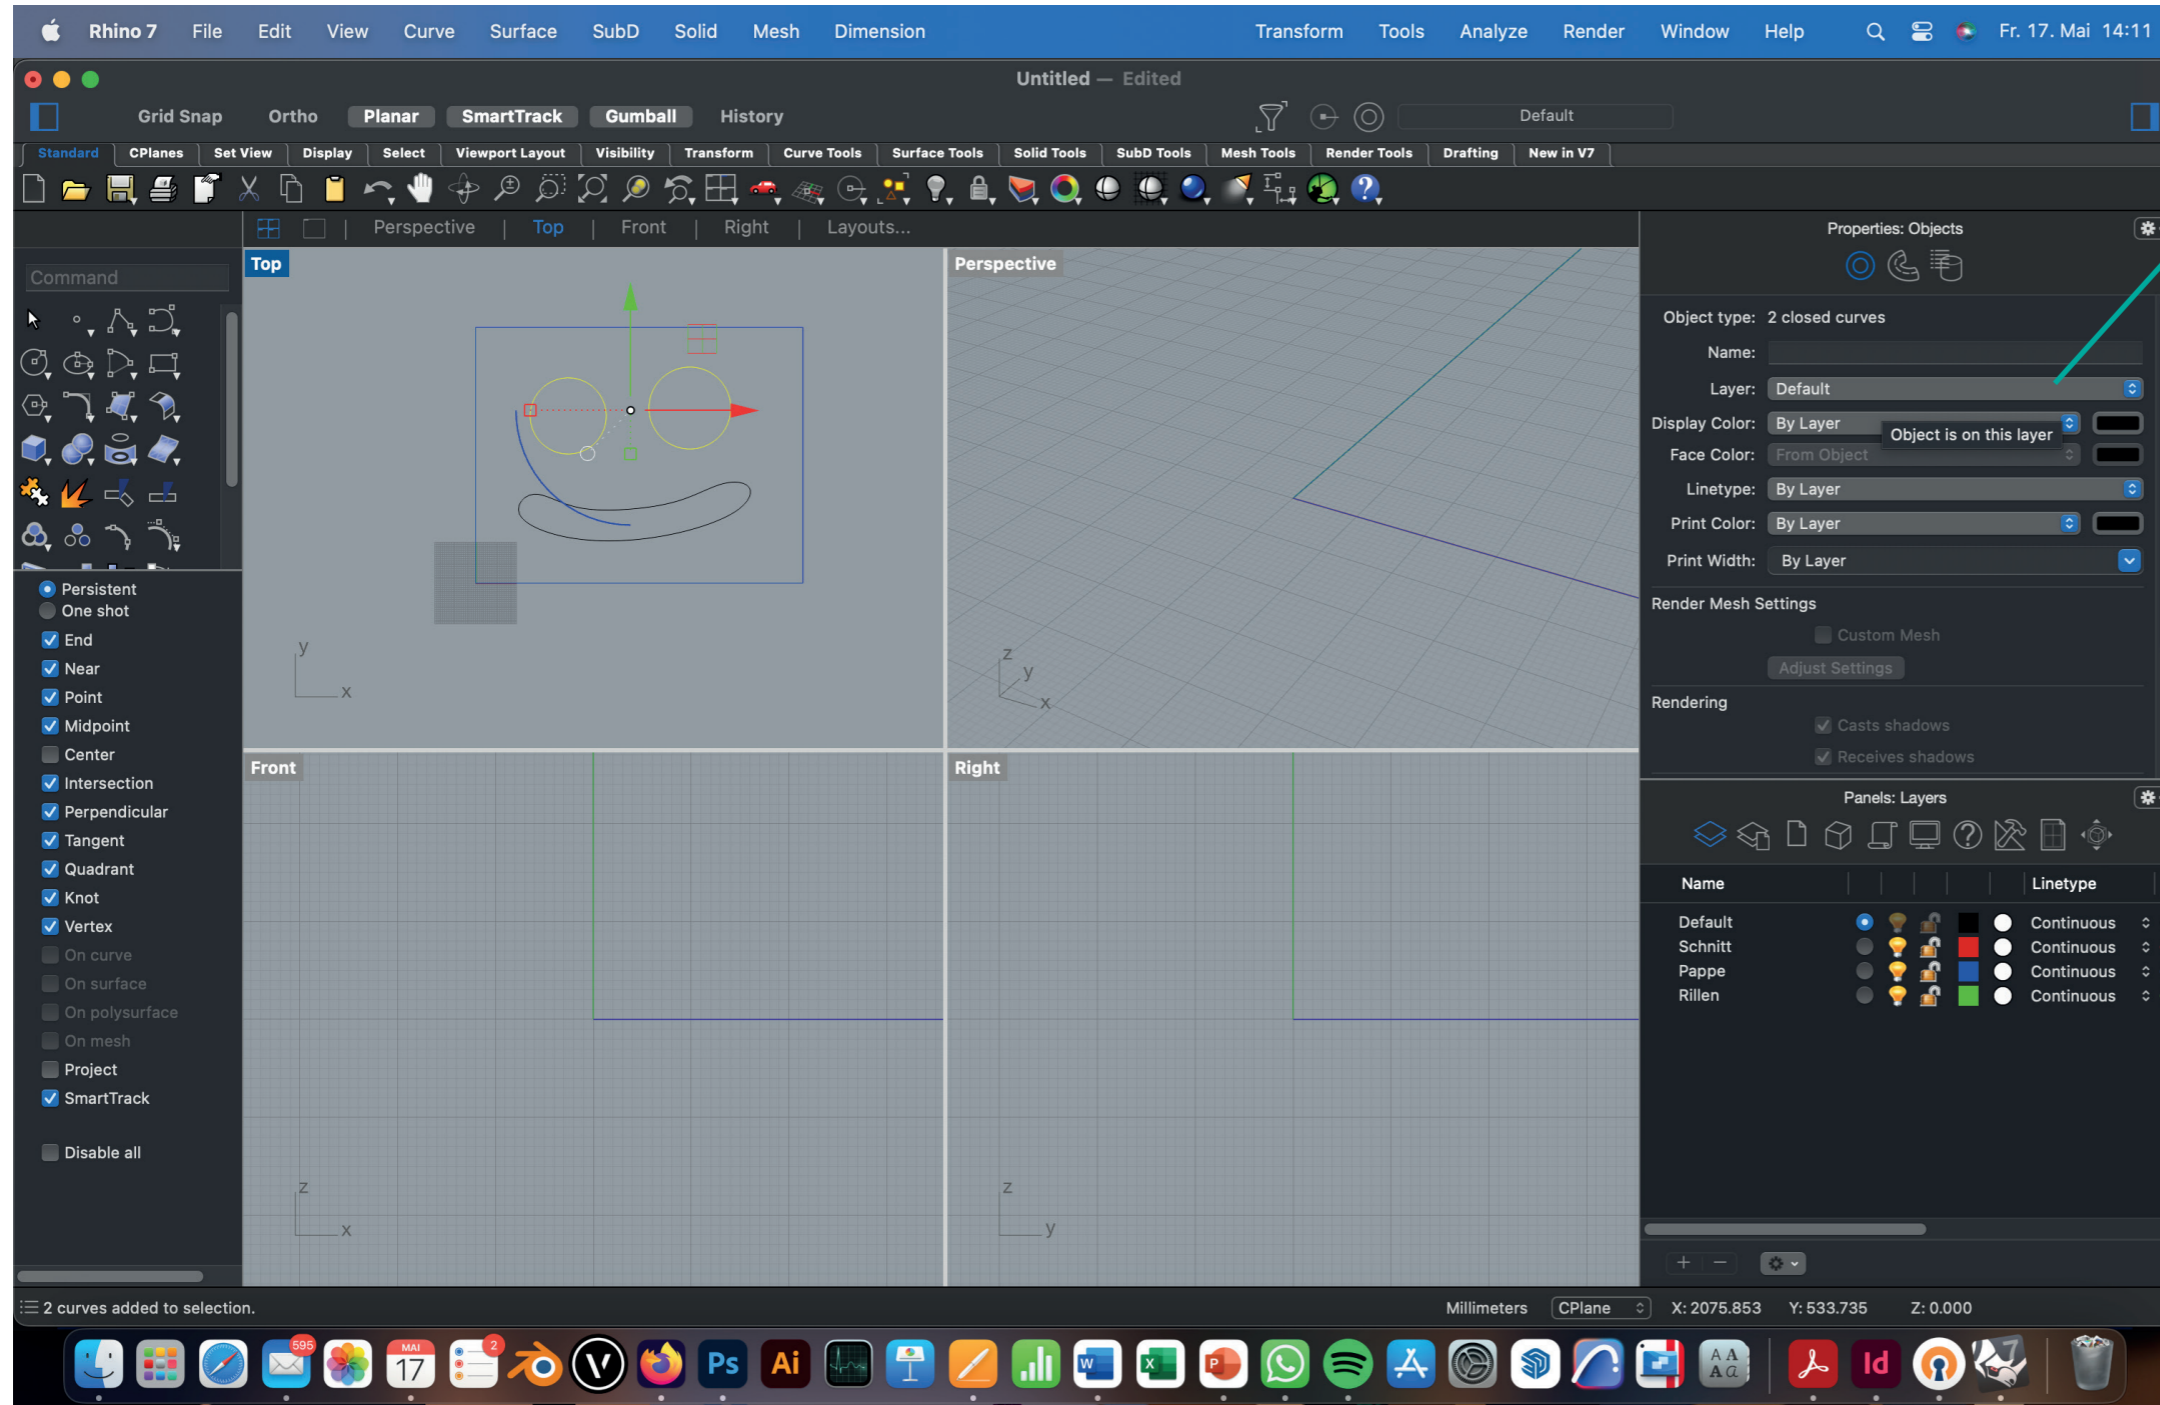 Rhino 7 File Edit View Curve Surface SubD Solid Mesh Dimension Transform Tools Analyze Render Window Help Fr. 17. Mai 14:11
Untitled — Edited
Grid Snap Ortho Planar SmartTrack Gumball History Default
Standard CPlanes Set View Display Select Viewport Layout Visibility Transform Curve Tools Surface Tools Solid Tools SubD Tools Mesh Tools Render Tools Drafting New in V7
Perspective | Top | Front | Right | Layouts...
Command
Top
y
x
Perspective
z
y
x
Front
z
x
Right
z
y
Persistent
One shot
End
Near
Point
Midpoint
Center
Intersection
Perpendicular
Tangent
Quadrant
Knot
Vertex
On curve
On surface
On polysurface
On mesh
Project
SmartTrack
Disable all
Properties: Objects
Object type: 2 closed curves
Name:
Layer: Default
Display Color: By Layer
Object is on this layer
Face Color: From Object
Linetype: By Layer
Print Color: By Layer
Print Width: By Layer
Render Mesh Settings
Custom Mesh
Adjust Settings
Rendering
Casts shadows
Receives shadows
Panels: Layers
Name Linetype
Default Continuous
Schnitt Continuous
Pappe Continuous
Rillen Continuous
2 curves added to selection. Millimeters CPlane X: 2075.853 Y: 533.735 Z: 0.000
595
MAI
17
2
Ps
Ai
W
X
P
A A
A a
Id
7